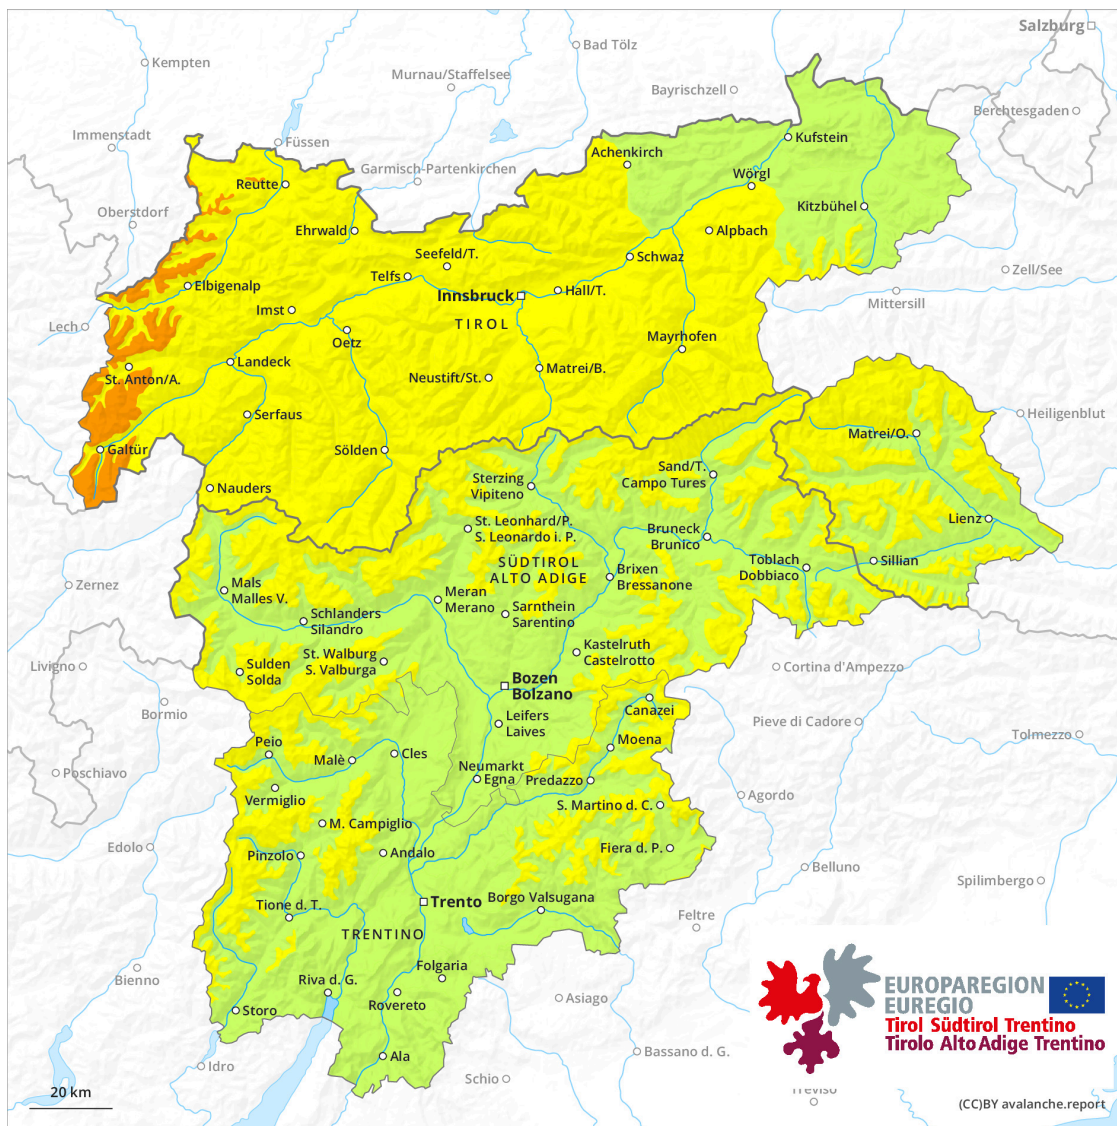 Salzburg
Bad Tölz
Kempten
Murnau/Staffelsee
Bayrischzell
Berchtesgaden
Immenstadt
Füssen
Kufstein
Achenkirch
Garmisch-Partenkirchen
Wörgl
Reutte
Oberstdorf
Kitzbühel
Ehrwald
Alpbach
Seefeld/T.
Schwaz
Zell/See
Telfs
Elbigenalp
Hall/T.
Innsbruck
Mittersill
Imst
TIROL
Lech
Oetz
Mayrhofen
Landeck
Matrei/B.
St. Anton/A.
Neustift/St.
Serfaus
Heiligenblut
Matrei/O.
Galtür
Sölden
Sand/T.
Campo Tures
Sterzing
Vipiteno
Nauders
Lienz
St. Leonhard/P.
S. Leonardo i. P.
Bruneck
Brunico
SÜDTIROL
ALTO ADIGE
Toblach
Dobbiaco
Sillian
Brixen
Bressanone
Zernez
Mals
Malles V.
Meran
Merano
Sarnthein
Sarentino
Schlanders
Silandro
Kastelruth
Castelrotto
St. Walburg
S. Valburga
Livigno
Sulden
Solda
Cortina d'Ampezzo
Bozen
Bolzano
Canazei
Bormio
Leifers
Laives
Pieve di Cadore
Tolmezzo
Peio
Moena
Malè
Cles
Poschiavo
Neumarkt
Egna
Predazzo
Vermiglio
Agordo
S. Martino d. C.
M. Campiglio
Edolo
Pinzolo
Andalo
Fiera d. P.
Belluno
Spilimbergo
Tione d. T.
Trento
Borgo Valsugana
Feltre
TRENTINO
Folgaria
Bienno
Riva d. G.
Rovereto
Asiago
Storo
EUROPAREGION
EUREGIO
Tirol Südtirol Trentino
Tirolo Alto Adige Trentino
Ala
Bassano d. G.
Idro
Schio
Treviso
20 km
(CC)BY avalanche.report